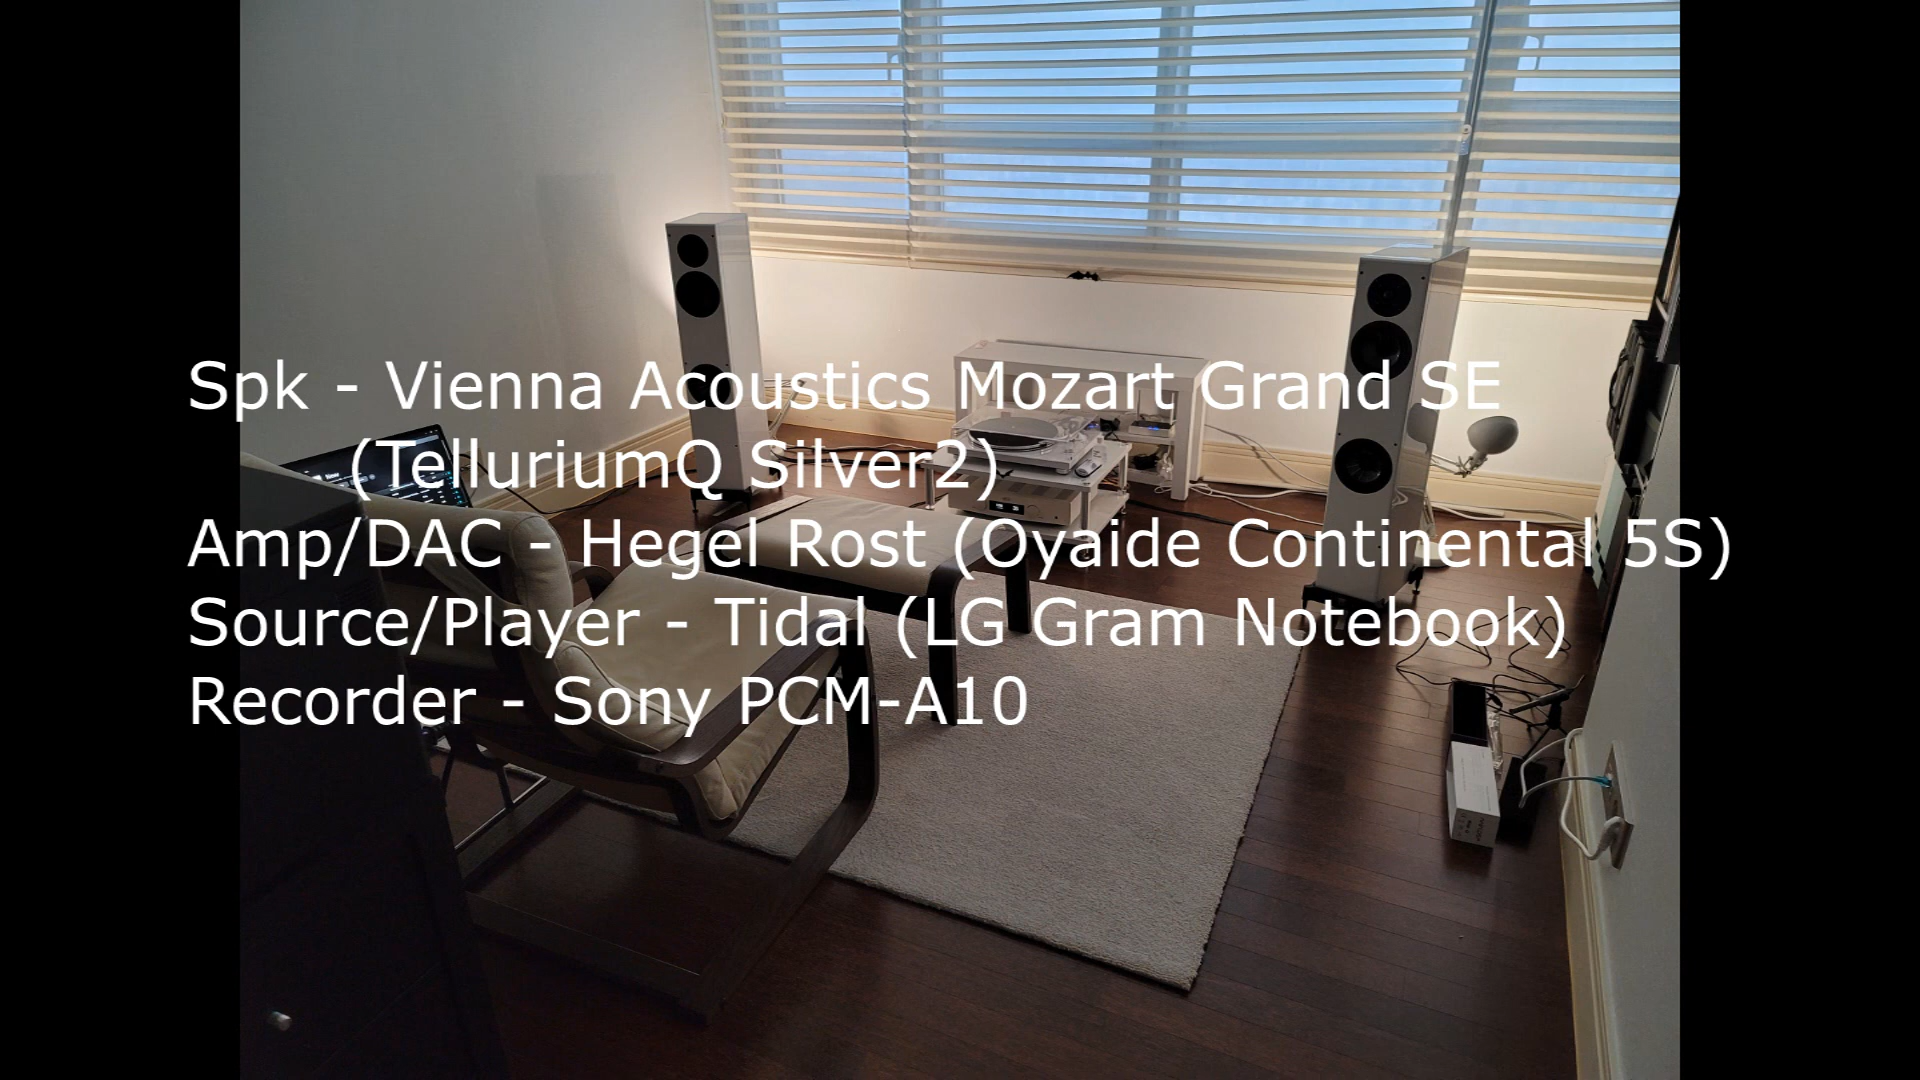 Spk - Vienna Acoustics Mozart Grand SE
(TelluriumQ Silver2)
Amp/DAC - Hegel Rost (Oyaide Continental 5S)
Source/Player - Tidal (LG Gram Notebook)
Recorder - Sony PCM-A10